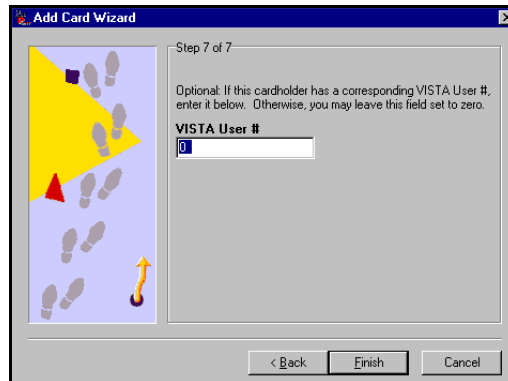 Add Card Wizard
Step 7 of 7
Optional: If this cardholder has a corresponding VISTA User #,
enter it below. Otherwise, you may leave this field set to zero.
VISTA User #
0
< Back
Finish
Cancel